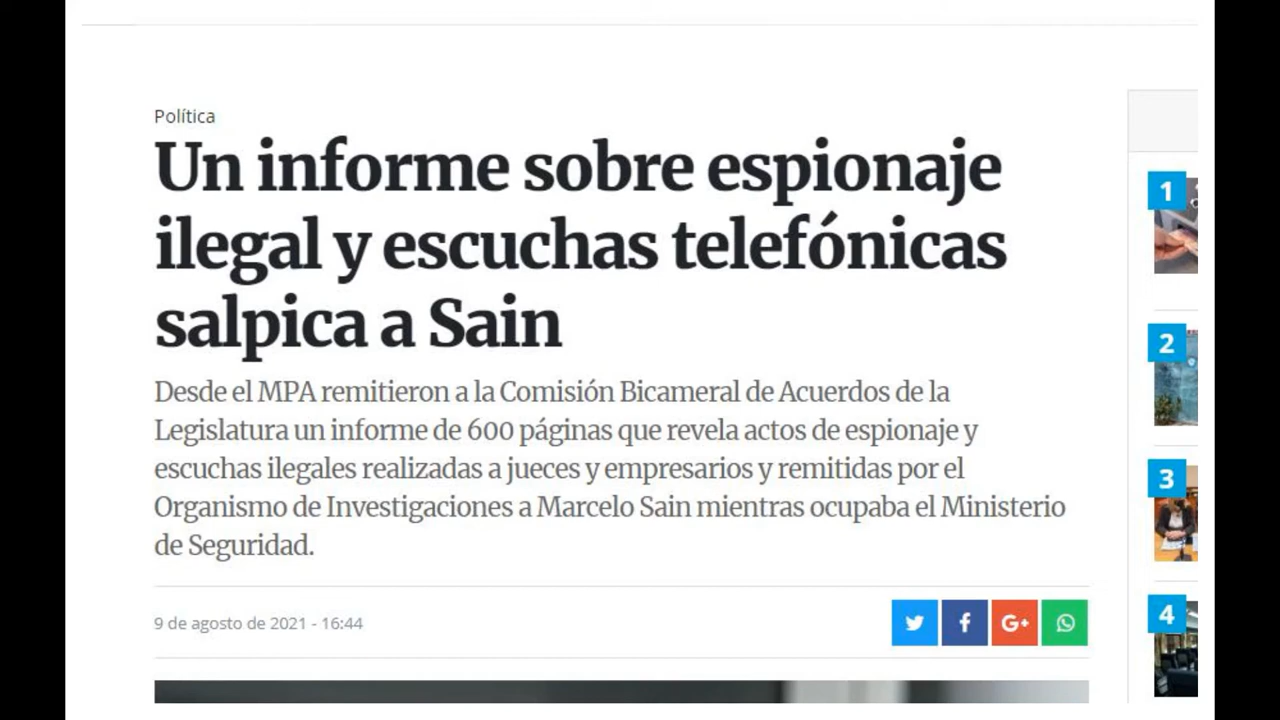 Política
Un informe sobre espionaje
ilegal y escuchas telefónicas
salpica a Sain
Desde el MPA remitieron a la Comisión Bicameral de Acuerdos de la
Legislatura un informe de 600 páginas que revela actos de espionaje y
escuchas ilegales realizadas a jueces y empresarios y remitidas por el
Organismo de Investigaciones a Marcelo Sain mientras ocupaba el Ministerio
de Seguridad.
9 de agosto de 2021 - 16:44
G+
1
2
3
4